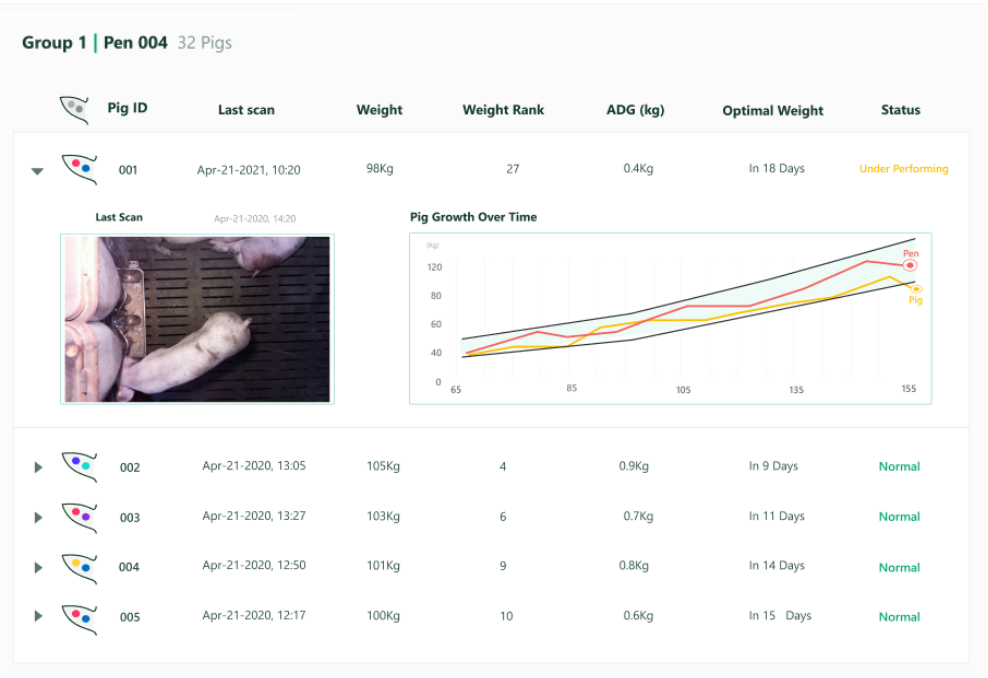 Group 1 | Pen 004 32 Pigs
Pig ID Last scan Weight Weight Rank ADG (kg) Optimal Weight Status
001 Apr-21-2021, 10:20 98Kg 27 0.4Kg In 18 Days Under Performing
Last Scan Apr-21-2020, 14:20
Pig Growth Over Time
(Kg)
120
80
60
40
0
65 85 105 135 155
Pen
Pig
002 Apr-21-2020, 13:05 105Kg 4 0.9Kg In 9 Days Normal
003 Apr-21-2020, 13:27 103Kg 6 0.7Kg In 11 Days Normal
004 Apr-21-2020, 12:50 101Kg 9 0.8Kg In 14 Days Normal
005 Apr-21-2020, 12:17 100Kg 10 0.6Kg In 15 Days Normal